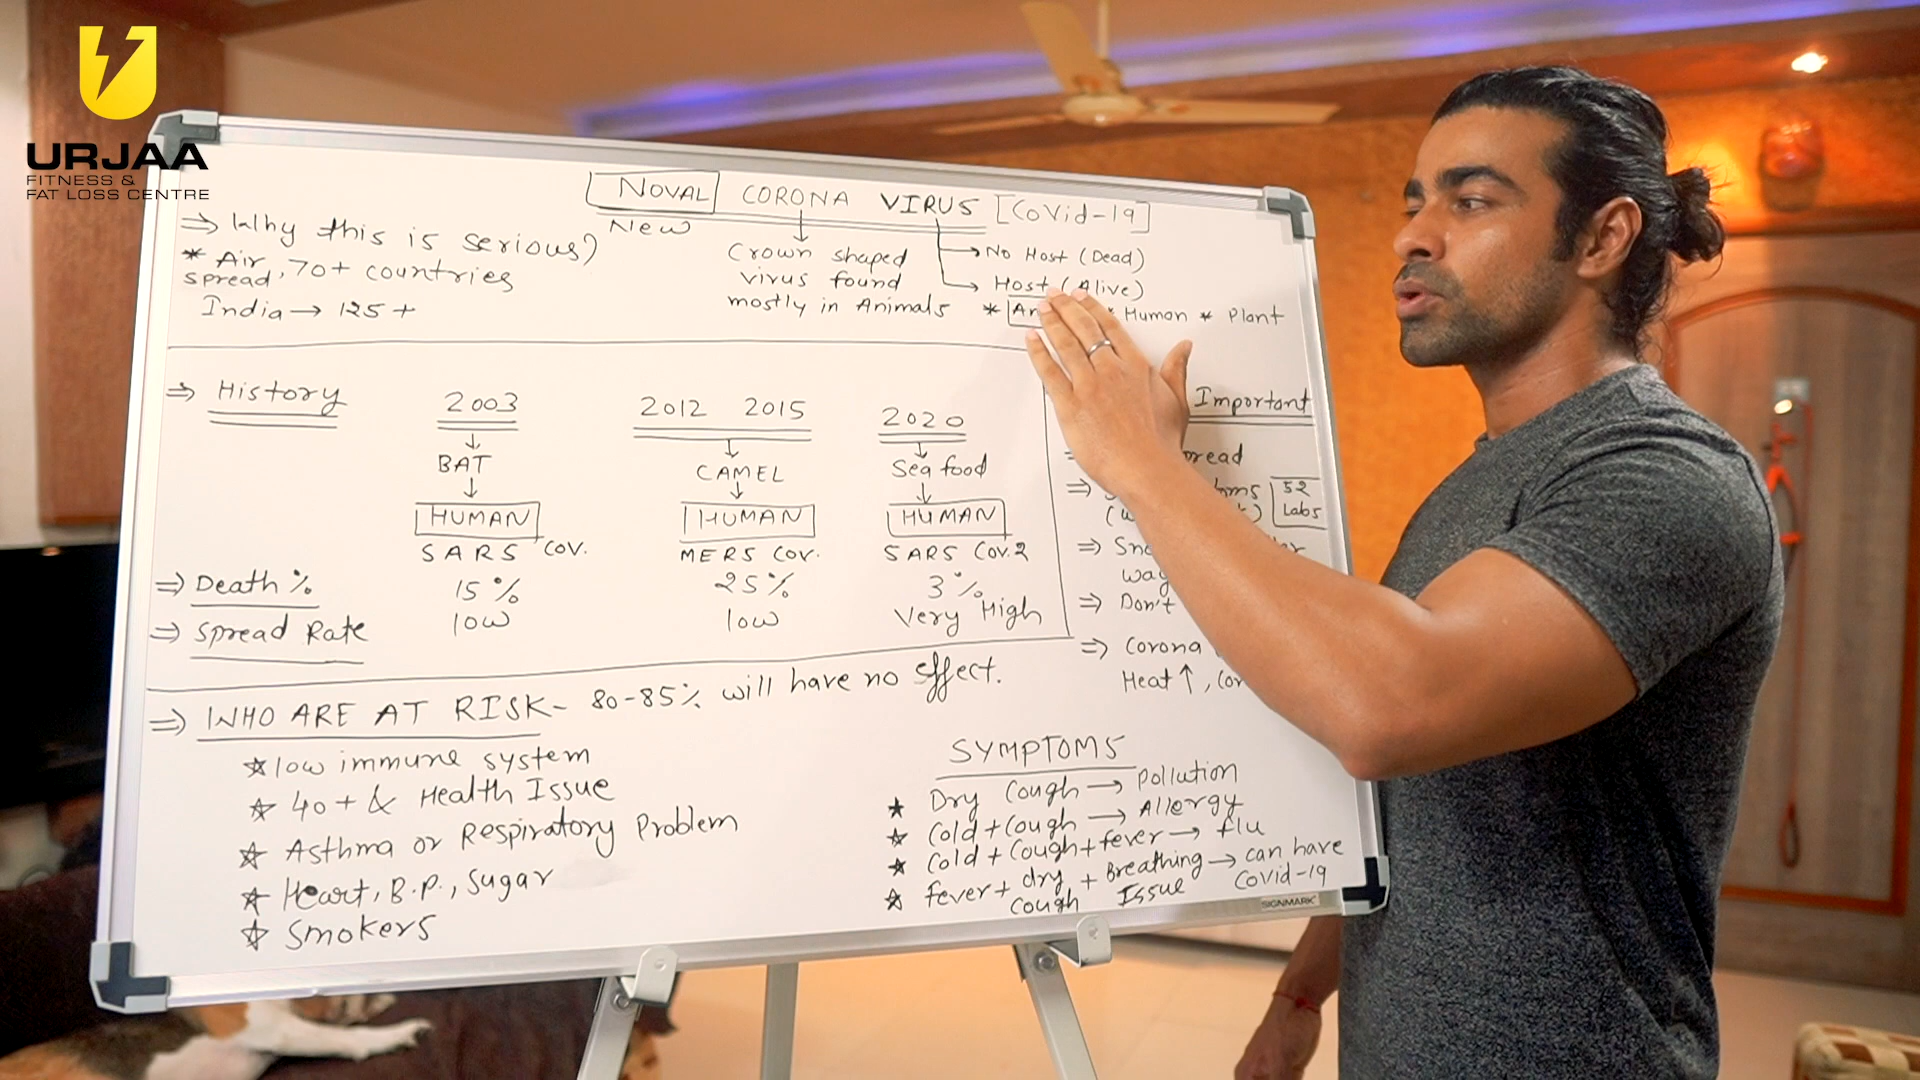 URJAA
FITNESS &
FAT LOSS CENTRE
NOVAL CORONA VIRUS [CoVid-19]
New
⇒ Why this is serious?
* Air spread, 70+ countries
India → 125+
Crown shaped
virus found
mostly in Animals
→ No Host (Dead)
→ Host (Alive)
* Human * Plant
⇒ History
2003
↓
BAT
↓
HUMAN
SARS COV.
2012 2015
↓
CAMEL
↓
HUMAN
MERS COV.
2020
↓
Sea food
↓
HUMAN
SARS COV.2
⇒ Death % 15% 25% 3%
⇒ Spread Rate low low Very High
Important
⇒
⇒
52
Labs
⇒
way
⇒ Don't
⇒ Corona
Heat ↑,
⇒ WHO ARE AT RISK - 80-85% will have no effect.
☆ low immune system
☆ 40+ & Health Issue
☆ Asthma or Respiratory Problem
☆ Heart, B.P., Sugar
☆ Smokers
SYMPTOMS
★ Dry Cough → pollution
☆ Cold + Cough → Allergy
☆ Cold + Cough + fever → flu
☆ fever + dry cough + Breathing Issue → can have Covid-19
SIGNMARK